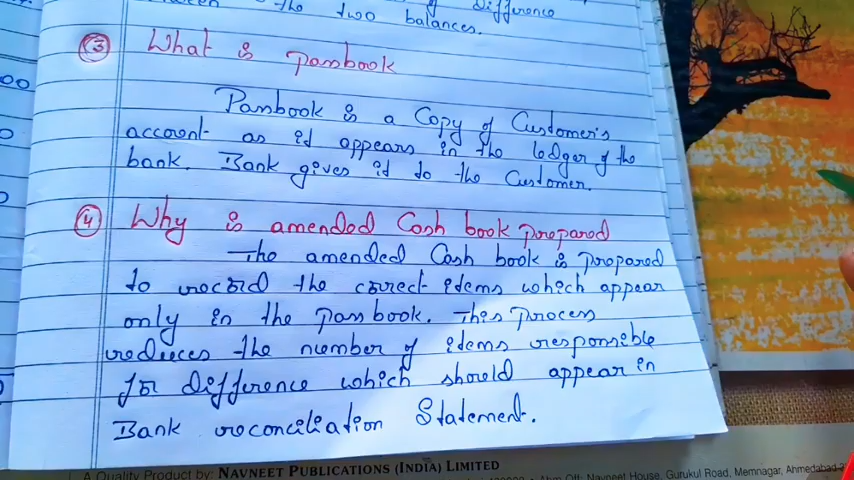 the two balances.
difference
(3) What is passbook
Passbook is a Copy of Customer's
account as it appears in the ledger of the
bank. Bank gives it to the Customer.
(4) Why is amended Cash book prepared
The amended Cash book is prepared
to record the correct items which appear
only in the passbook. This process
reduces the number of items responsible
for difference which should appear in
Bank reconciliation Statement.
A Quality Product by: NAVNEET PUBLICATIONS (INDIA) LIMITED
Navneet House, Gurukul Road, Memnagar, Ahmedabad